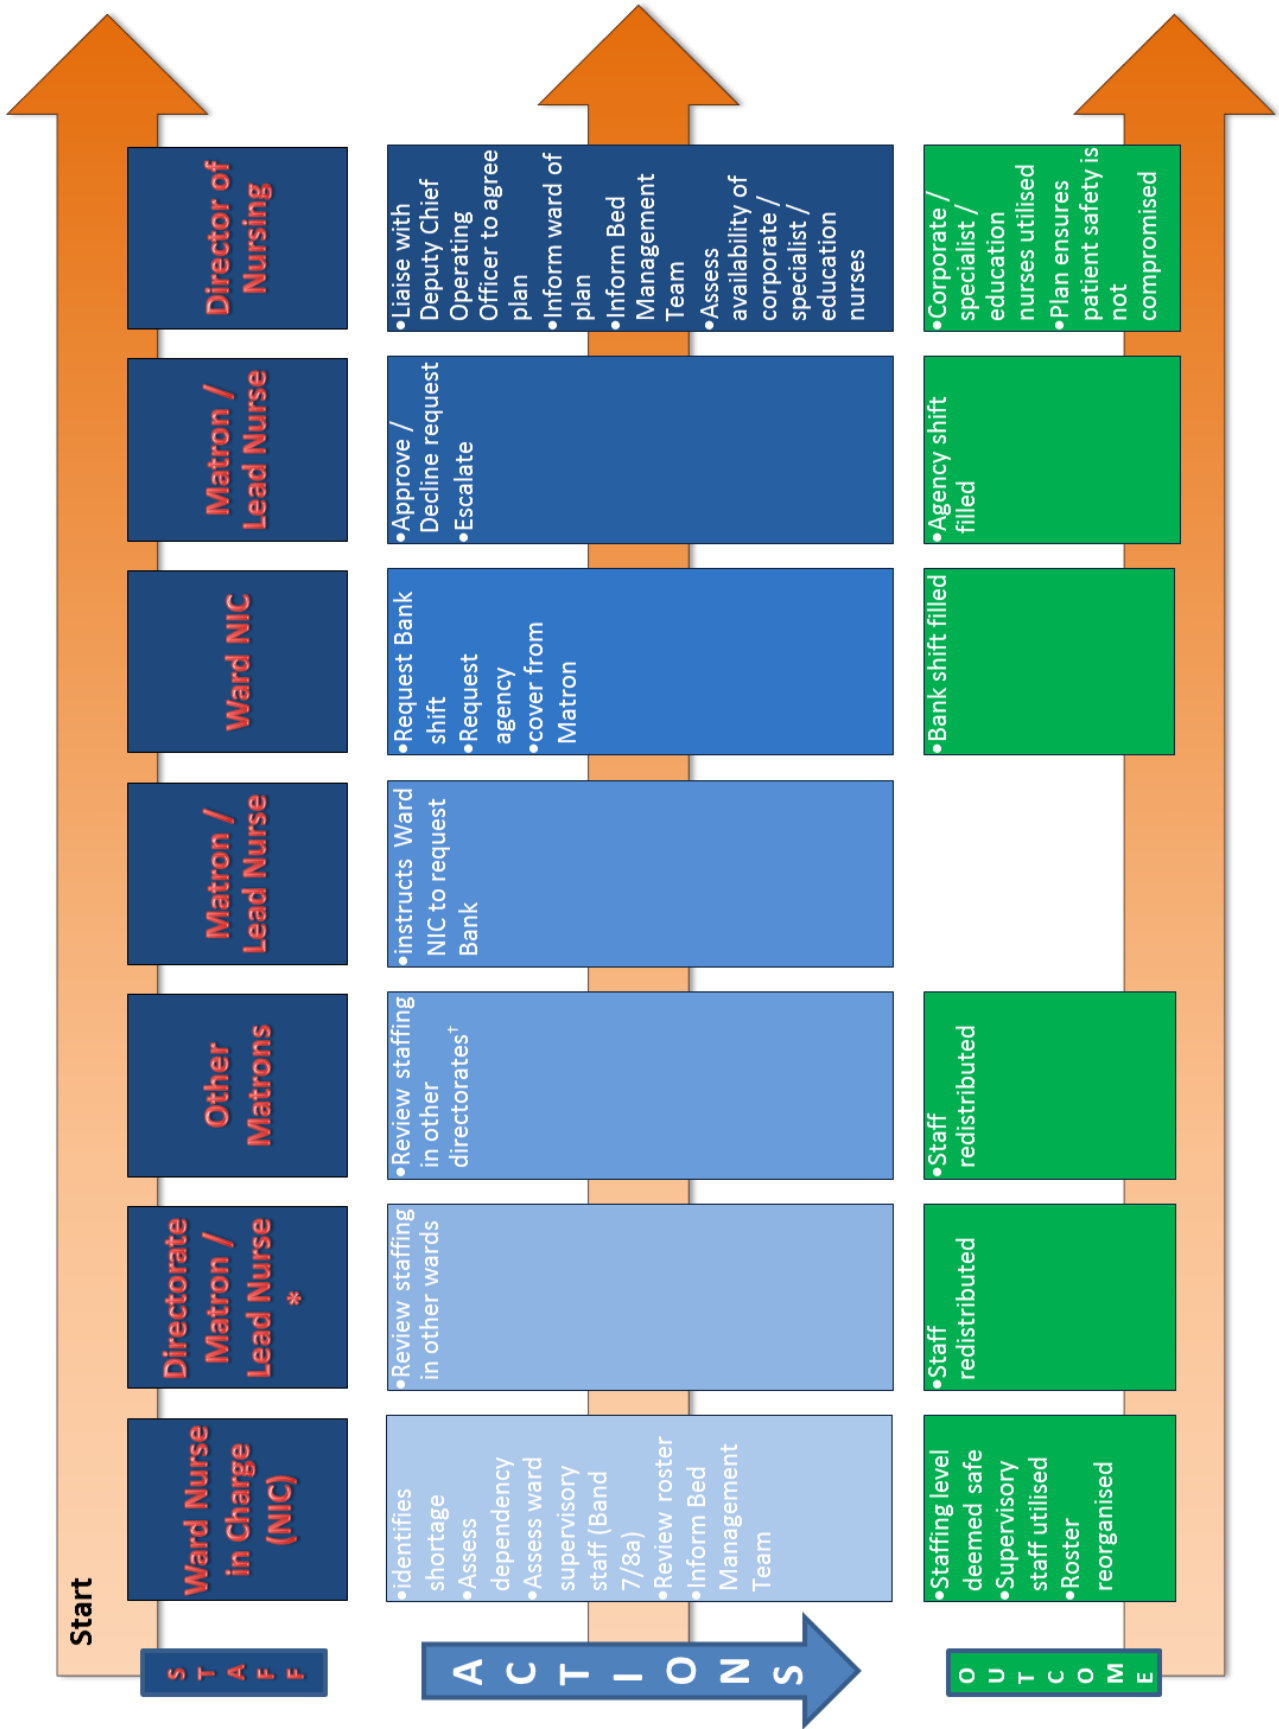 Start
STAFF
Ward Nurse
in Charge
(NIC)
Directorate
Matron /
Lead Nurse
*
Other
Matrons
Matron /
Lead Nurse
Ward NIC
Matron /
Lead Nurse
Director of
Nursing
ACTIONS
•identifies
shortage
•Assess
dependency
•Assess ward
supervisory
staff (Band
7/8a)
•Review roster
•Inform Bed
Management
Team
•Review staffing
in other wards
•Review staffing
in other
directorates†
•instructs Ward
NIC to request
Bank
•Request Bank
shift
•Request
agency
•cover from
Matron
•Approve /
Decline request
•Escalate
•Liaise with
Deputy Chief
Operating
Officer to agree
plan
•Inform ward of
plan
•Inform Bed
Management
Team
•Assess
availability of
corporate /
specialist /
education
nurses
OUTCOME
•Staffing level
deemed safe
•Supervisory
staff utilised
•Roster
reorganised
•Staff
redistributed
•Staff
redistributed
•Bank shift filled
•Agency shift
filled
•Corporate /
specialist /
education
nurses utilised
•Plan ensures
patient safety is
not
compromised